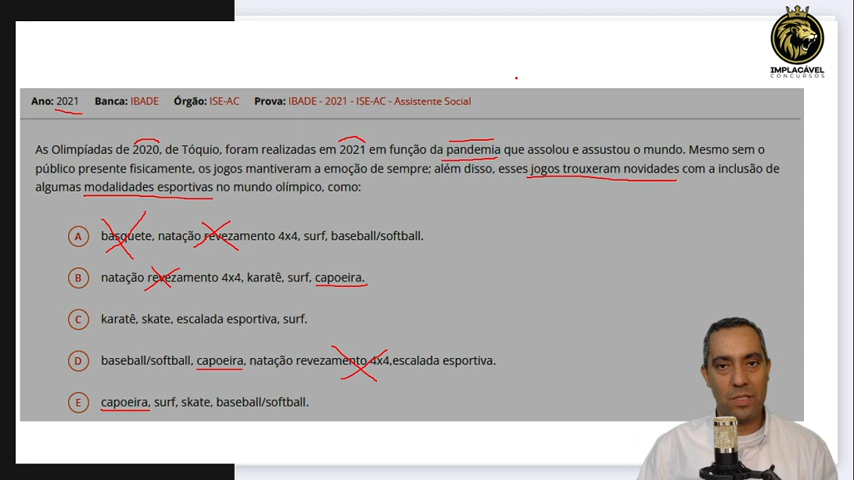 IMPLACÁVEL
CONCURSOS
Ano: 2021 Banca: IBADE Órgão: ISE-AC Prova: IBADE - 2021 - ISE-AC - Assistente Social
As Olimpíadas de 2020, de Tóquio, foram realizadas em 2021 em função da pandemia que assolou e assustou o mundo. Mesmo sem o
público presente fisicamente, os jogos mantiveram a emoção de sempre; além disso, esses jogos trouxeram novidades com a inclusão de
algumas modalidades esportivas no mundo olímpico, como:
A basquete, natação revezamento 4x4, surf, baseball/softball.
B natação revezamento 4x4, karatê, surf, capoeira.
C karatê, skate, escalada esportiva, surf.
D baseball/softball, capoeira, natação revezamento 4x4,escalada esportiva.
E capoeira, surf, skate, baseball/softball.